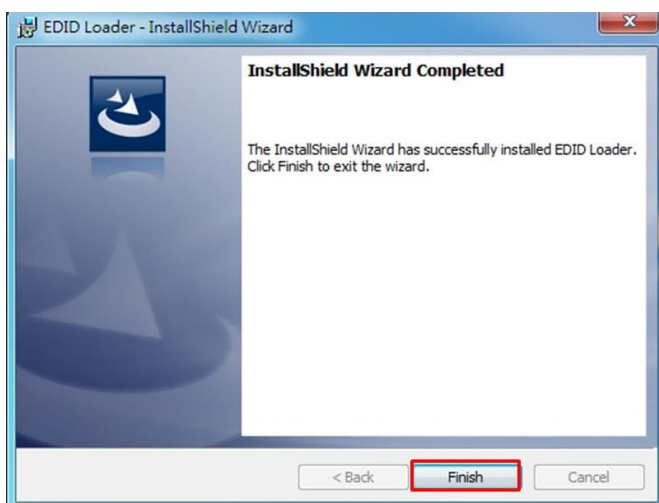 EDID Loader - InstallShield Wizard
InstallShield Wizard Completed
The InstallShield Wizard has successfully installed EDID Loader.
Click Finish to exit the wizard.
< Back Finish Cancel